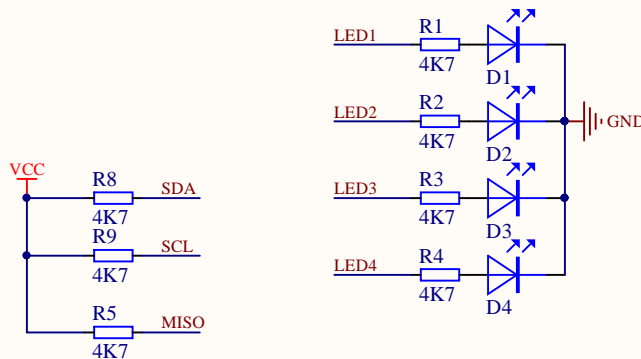 LED1
R1
4K7
D1
LED2
R2
4K7
D2
GND
LED3
R3
4K7
D3
LED4
R4
4K7
D4
VCC
R8
SDA
4K7
R9
SCL
4K7
R5
MISO
4K7